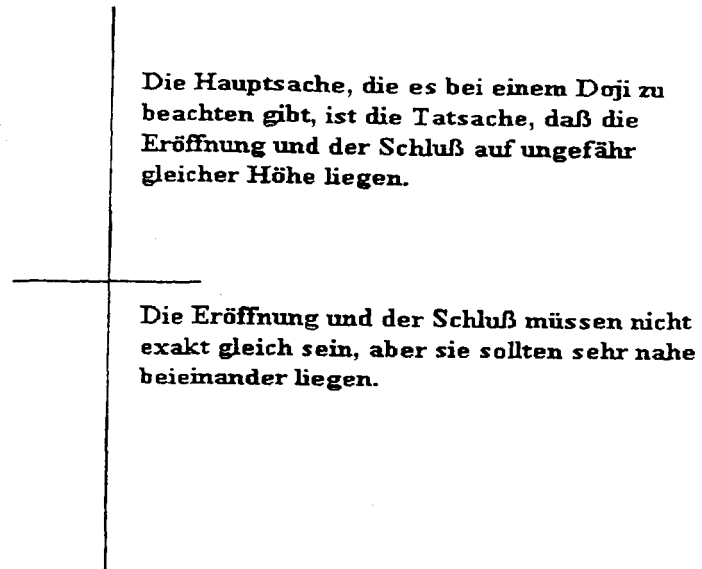 Die Hauptsache, die es bei einem Doji zu
beachten gibt, ist die Tatsache, daß die
Eröffnung und der Schluß auf ungefähr
gleicher Höhe liegen.
Die Eröffnung und der Schluß müssen nicht
exakt gleich sein, aber sie sollten sehr nahe
beieinander liegen.